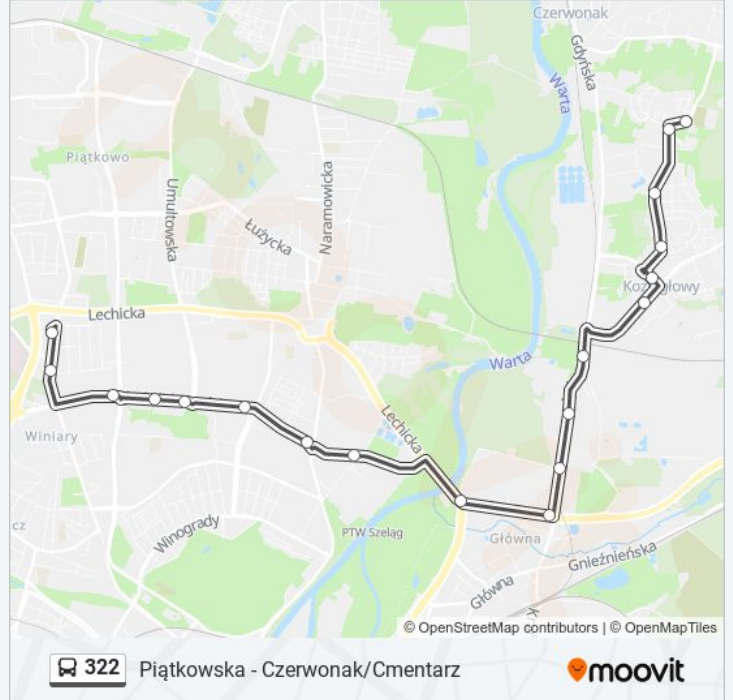 Czerwonak
Gdyńska
Warta
Piątkowo
Umultowska
Naramowicka
Łużycka
Lechicka
Warta
Lechicka
Winiary
cz
Winogrady
PTW Szeląg
Główna
Gnieźnieńska
Główna
© OpenStreetMap contributors | © OpenMapTiles
322 Piątkowska - Czerwonak/Cmentarz
moovit